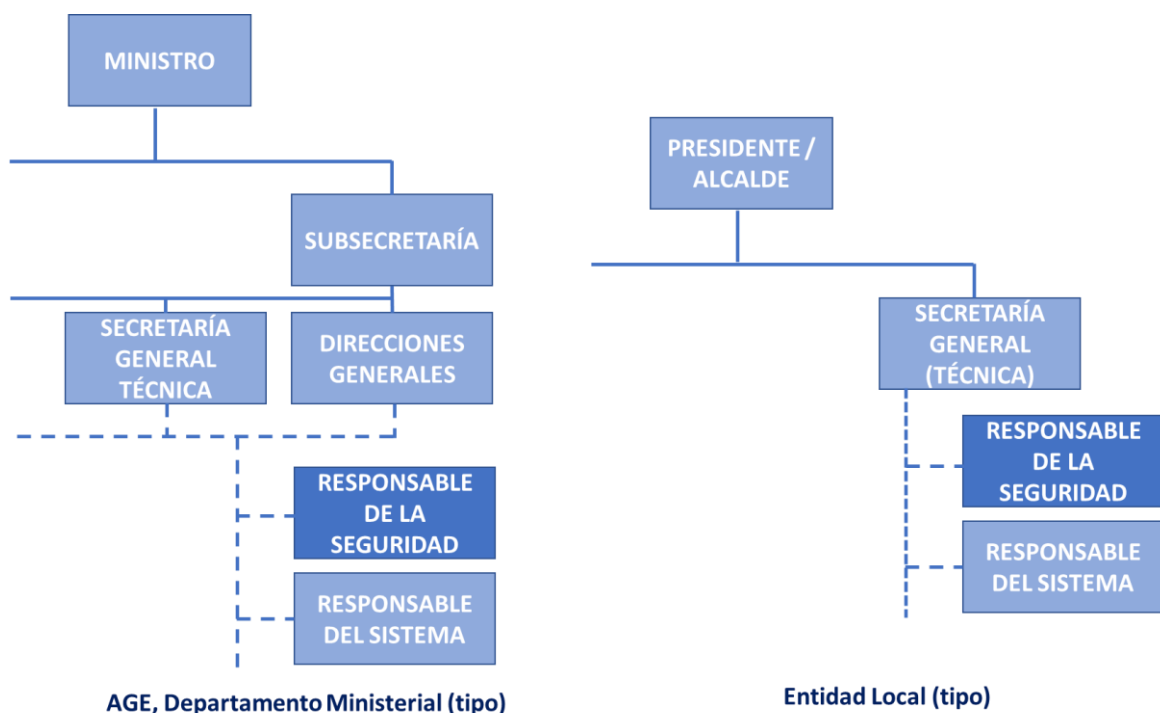 MINISTRO
SUBSECRETARÍA
SECRETARÍA
GENERAL
TÉCNICA
DIRECCIONES
GENERALES
RESPONSABLE
DE LA
SEGURIDAD
RESPONSABLE
DEL SISTEMA
AGE, Departamento Ministerial (tipo)
PRESIDENTE /
ALCALDE
SECRETARÍA
GENERAL
(TÉCNICA)
RESPONSABLE
DE LA
SEGURIDAD
RESPONSABLE
DEL SISTEMA
Entidad Local (tipo)